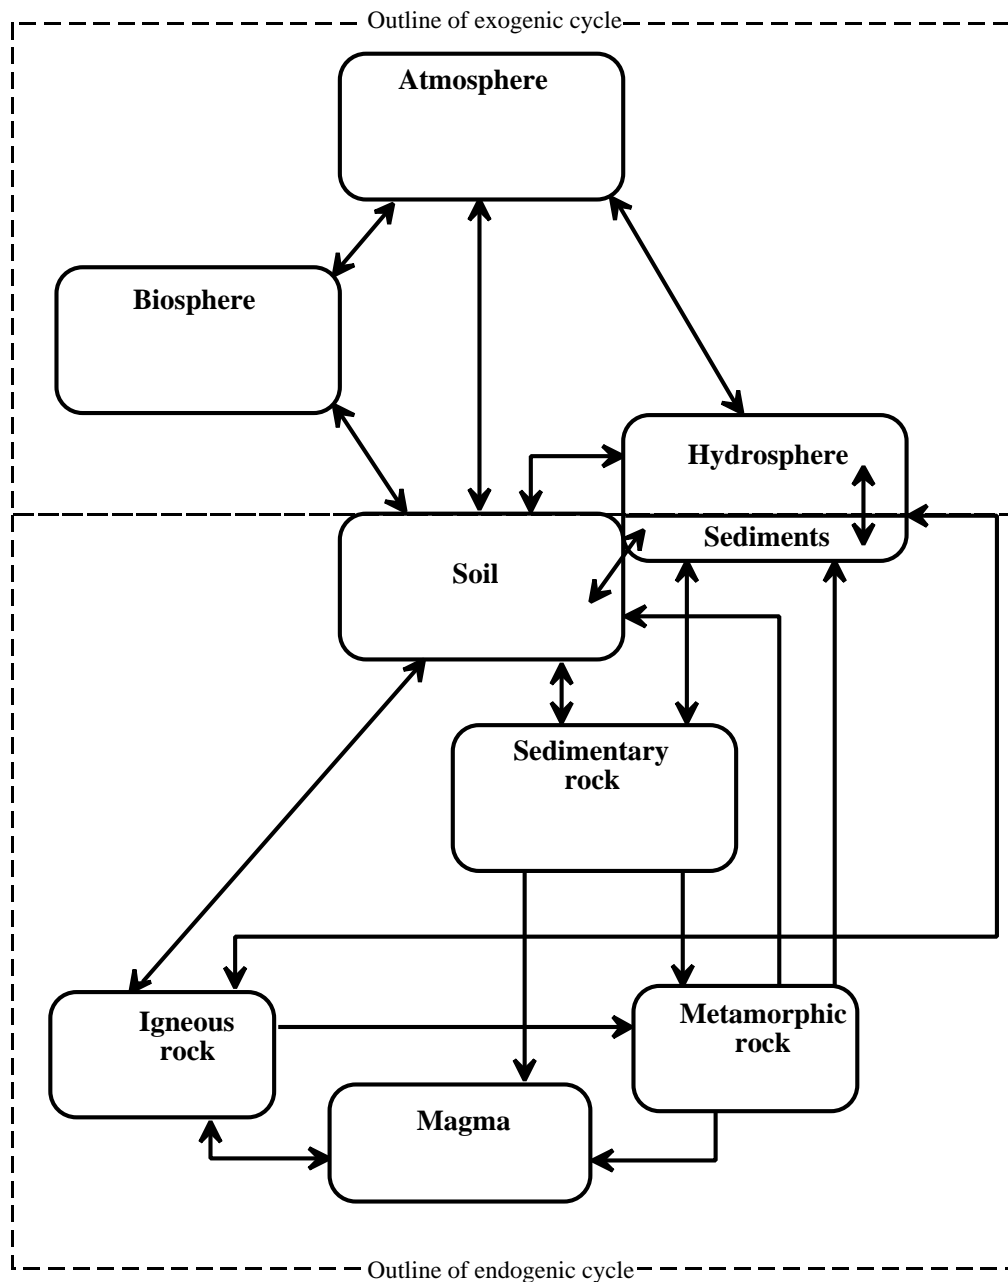 Outline of exogenic cycle
Atmosphere
Biosphere
Hydrosphere
Sediments
Soil
Sedimentary
rock
Igneous
rock
Metamorphic
rock
Magma
Outline of endogenic cycle